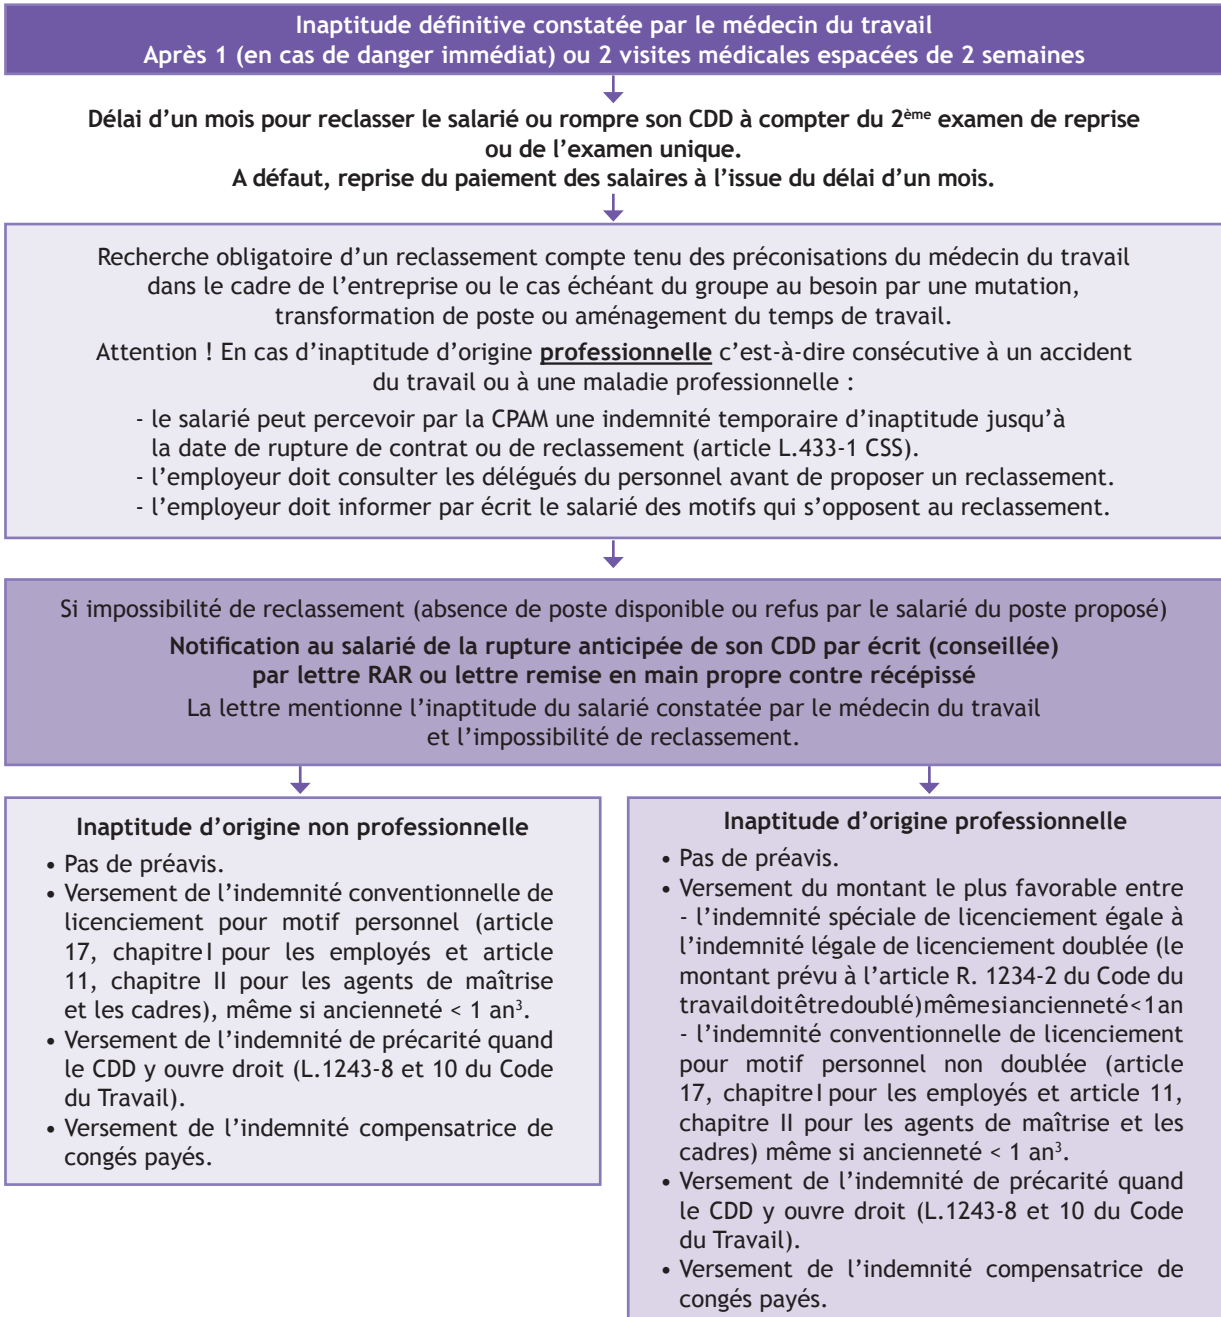 Inaptitude définitive constatée par le médecin du travail
Après 1 (en cas de danger immédiat) ou 2 visites médicales espacées de 2 semaines
Délai d’un mois pour reclasser le salarié ou rompre son CDD à compter du 2ème examen de reprise
ou de l’examen unique.
A défaut, reprise du paiement des salaires à l’issue du délai d’un mois.
Recherche obligatoire d’un reclassement compte tenu des préconisations du médecin du travail
dans le cadre de l’entreprise ou le cas échéant du groupe au besoin par une mutation,
transformation de poste ou aménagement du temps de travail.
Attention ! En cas d’inaptitude d’origine professionnelle c’est-à-dire consécutive à un accident
du travail ou à une maladie professionnelle :
- le salarié peut percevoir par la CPAM une indemnité temporaire d’inaptitude jusqu’à
la date de rupture de contrat ou de reclassement (article L.433-1 CSS).
- l’employeur doit consulter les délégués du personnel avant de proposer un reclassement.
- l’employeur doit informer par écrit le salarié des motifs qui s’opposent au reclassement.
Si impossibilité de reclassement (absence de poste disponible ou refus par le salarié du poste proposé)
Notification au salarié de la rupture anticipée de son CDD par écrit (conseillée)
par lettre RAR ou lettre remise en main propre contre récépissé
La lettre mentionne l’inaptitude du salarié constatée par le médecin du travail
et l’impossibilité de reclassement.
Inaptitude d’origine non professionnelle
• Pas de préavis.
• Versement de l’indemnité conventionnelle de
licenciement pour motif personnel (article
17, chapitre I pour les employés et article
11, chapitre II pour les agents de maîtrise
et les cadres), même si ancienneté < 1 an³.
• Versement de l’indemnité de précarité quand
le CDD y ouvre droit (L.1243-8 et 10 du Code
du Travail).
• Versement de l’indemnité compensatrice de
congés payés.
Inaptitude d’origine professionnelle
• Pas de préavis.
• Versement du montant le plus favorable entre
- l’indemnité spéciale de licenciement égale à
l’indemnité légale de licenciement doublée (le
montant prévu à l’article R. 1234-2 du Code du
travail doit être doublé) même si ancienneté < 1 an
- l’indemnité conventionnelle de licenciement
pour motif personnel non doublée (article
17, chapitre I pour les employés et article 11,
chapitre II pour les agents de maîtrise et les
cadres) même si ancienneté < 1 an³.
• Versement de l’indemnité de précarité quand
le CDD y ouvre droit (L.1243-8 et 10 du Code
du Travail).
• Versement de l’indemnité compensatrice de
congés payés.